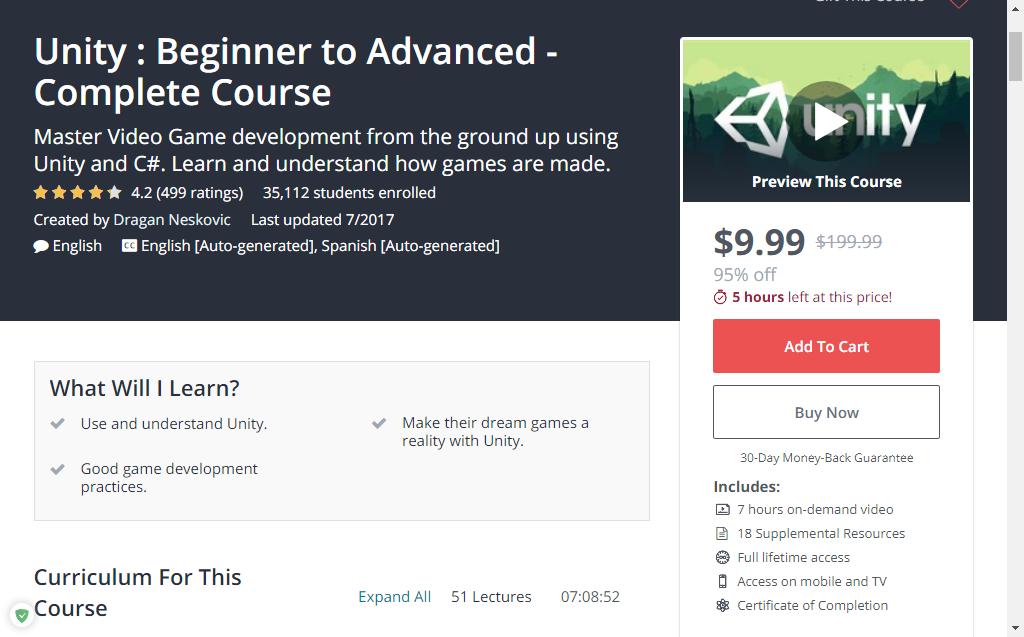 Gift This Course
Unity : Beginner to Advanced -
Complete Course
Master Video Game development from the ground up using
Unity and C#. Learn and understand how games are made.
4.2 (499 ratings) 35,112 students enrolled
Created by Dragan Neskovic Last updated 7/2017
English CC English [Auto-generated], Spanish [Auto-generated]
unity
Preview This Course
$9.99 $199.99
95% off
5 hours left at this price!
Add To Cart
Buy Now
30-Day Money-Back Guarantee
Includes:
7 hours on-demand video
18 Supplemental Resources
Full lifetime access
Access on mobile and TV
Certificate of Completion
What Will I Learn?
Use and understand Unity.
Make their dream games a
reality with Unity.
Good game development
practices.
Curriculum For This
Course
Expand All 51 Lectures 07:08:52